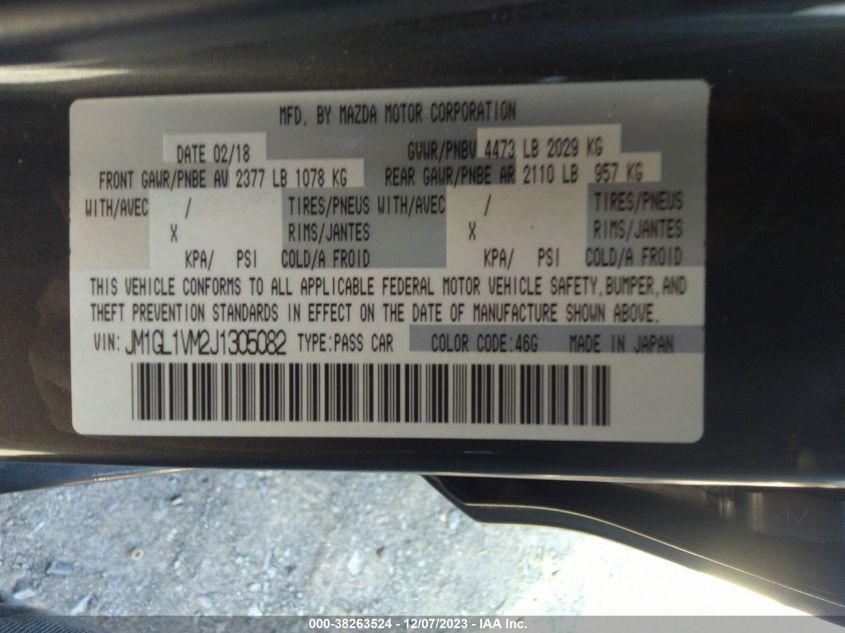 MFD. BY MAZDA MOTOR CORPORATION
DATE 02/18 GVWR/PNBV 4473 LB 2029 KG
FRONT GAWR/PNBE AV 2377 LB 1078 KG REAR GAWR/PNBE AR 2110 LB 957 KG
WITH/AVEC / TIRES/PNEUS WITH/AVEC / TIRES/PNEUS
X RIMS/JANTES X RIMS/JANTES
KPA/ PSI COLD/A FROID KPA/ PSI COLD/A FROID
THIS VEHICLE CONFORMS TO ALL APPLICABLE FEDERAL MOTOR VEHICLE SAFETY, BUMPER, AND
THEFT PREVENTION STANDARDS IN EFFECT ON THE DATE OF MANUFACTURE SHOWN ABOVE.
VIN: JM1GL1VM2J1305082 TYPE: PASS CAR COLOR CODE: 46G MADE IN JAPAN
000-38263524 - 12/07/2023 - IAA Inc.